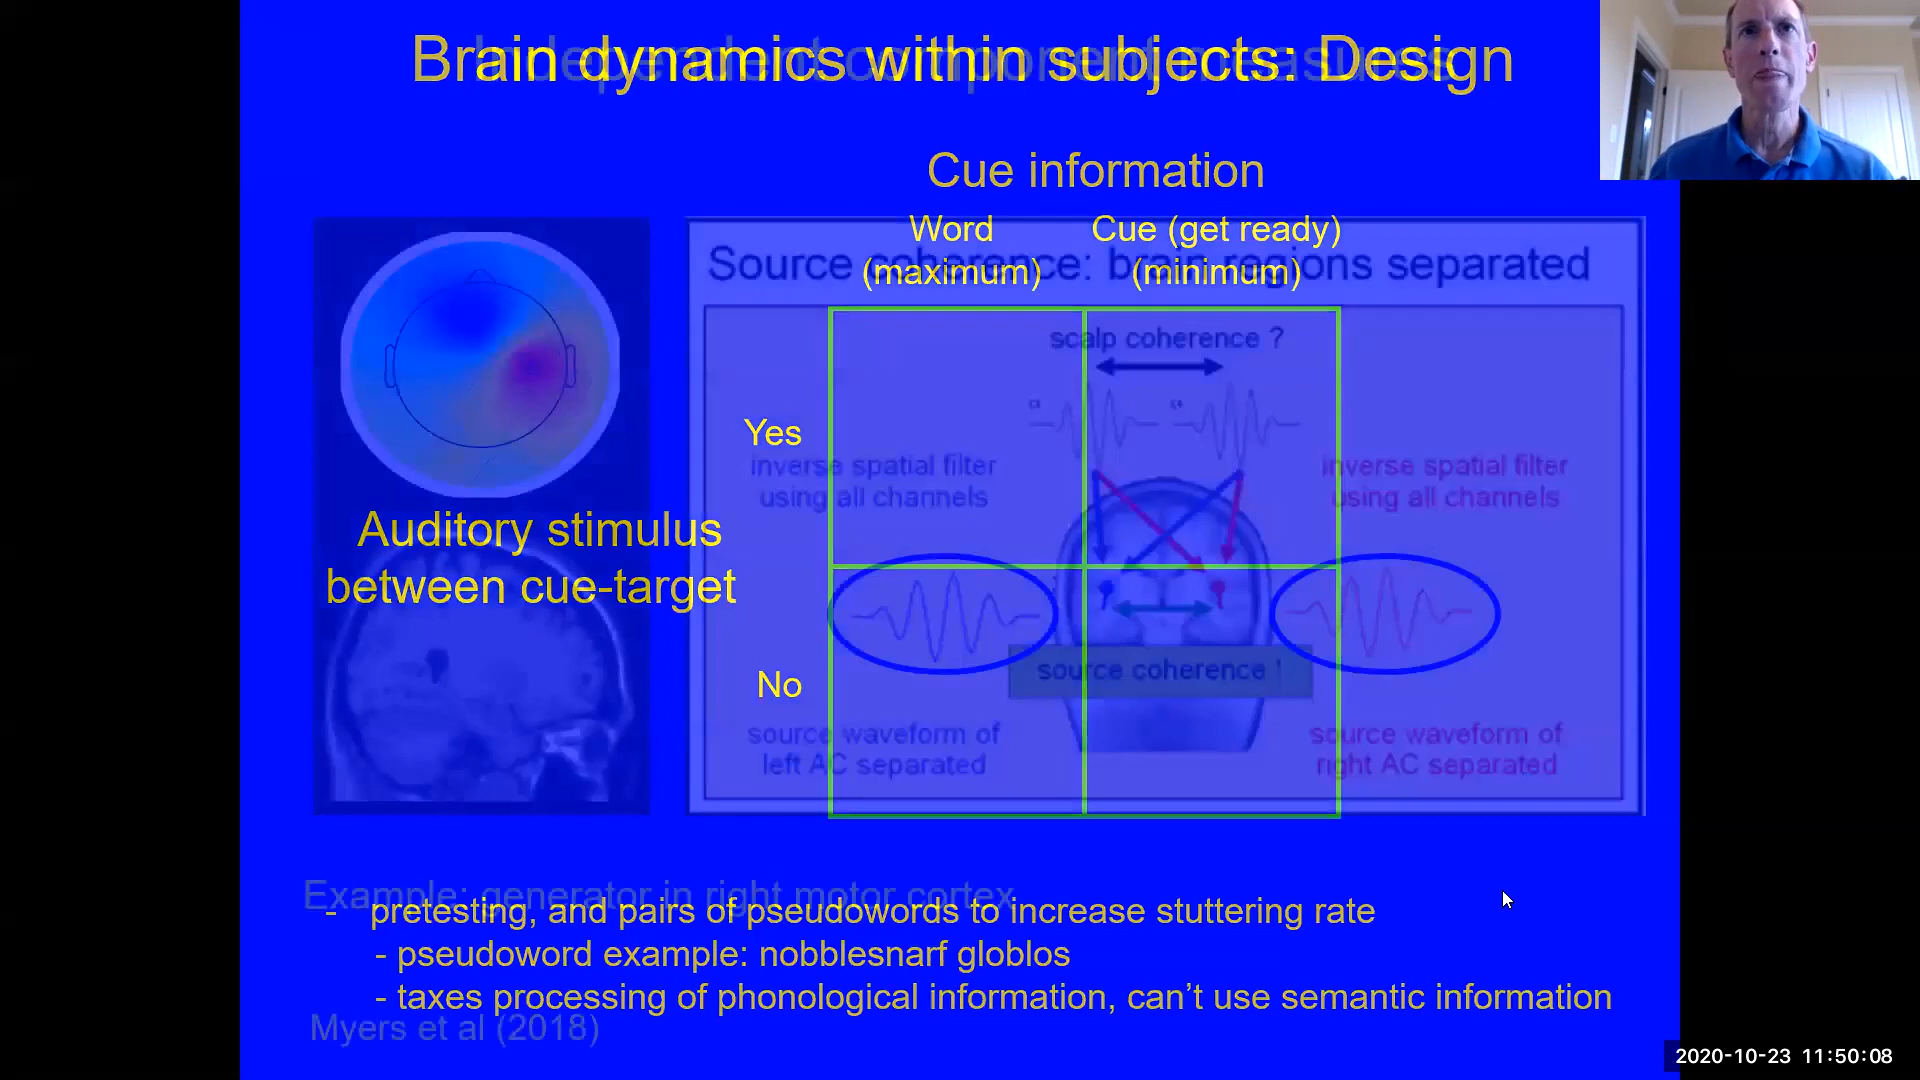 Brain dynamics within subjects: Design
Independent component measures
Cue information
Word
(maximum)
Cue (get ready)
(minimum)
Source coherence: brain regions separated
scalp coherence ?
Yes
inverse spatial filter
using all channels
inverse spatial filter
using all channels
Auditory stimulus
between cue-target
No
source coherence !
source waveform of
left AC separated
source waveform of
right AC separated
Example: generator in right motor cortex
- pretesting, and pairs of pseudowords to increase stuttering rate
- pseudoword example: nobblesnarf globlos
- taxes processing of phonological information, can’t use semantic information
Myers et al (2018)
2020-10-23 11:50:08